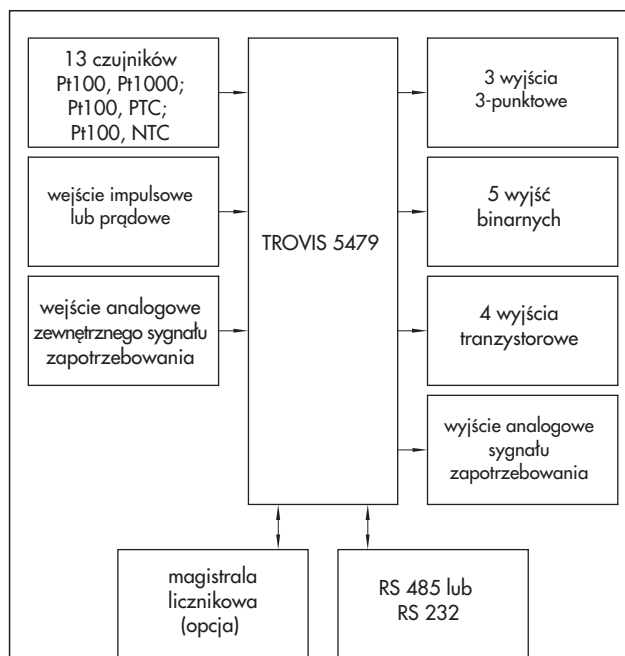 13 czujników
Pt100, Pt1000;
Pt100, PTC;
Pt100, NTC
wejście impulsowe
lub prądowe
wejście analogowe
zewnętrznego sygnału
zapotrzebowania
TROVIS 5479
3 wyjścia
3-punktowe
5 wyjść
binarnych
4 wyjścia
tranzystorowe
wyjście analogowe
sygnału
zapotrzebowania
magistrala
licznikowa
(opcja)
RS 485 lub
RS 232